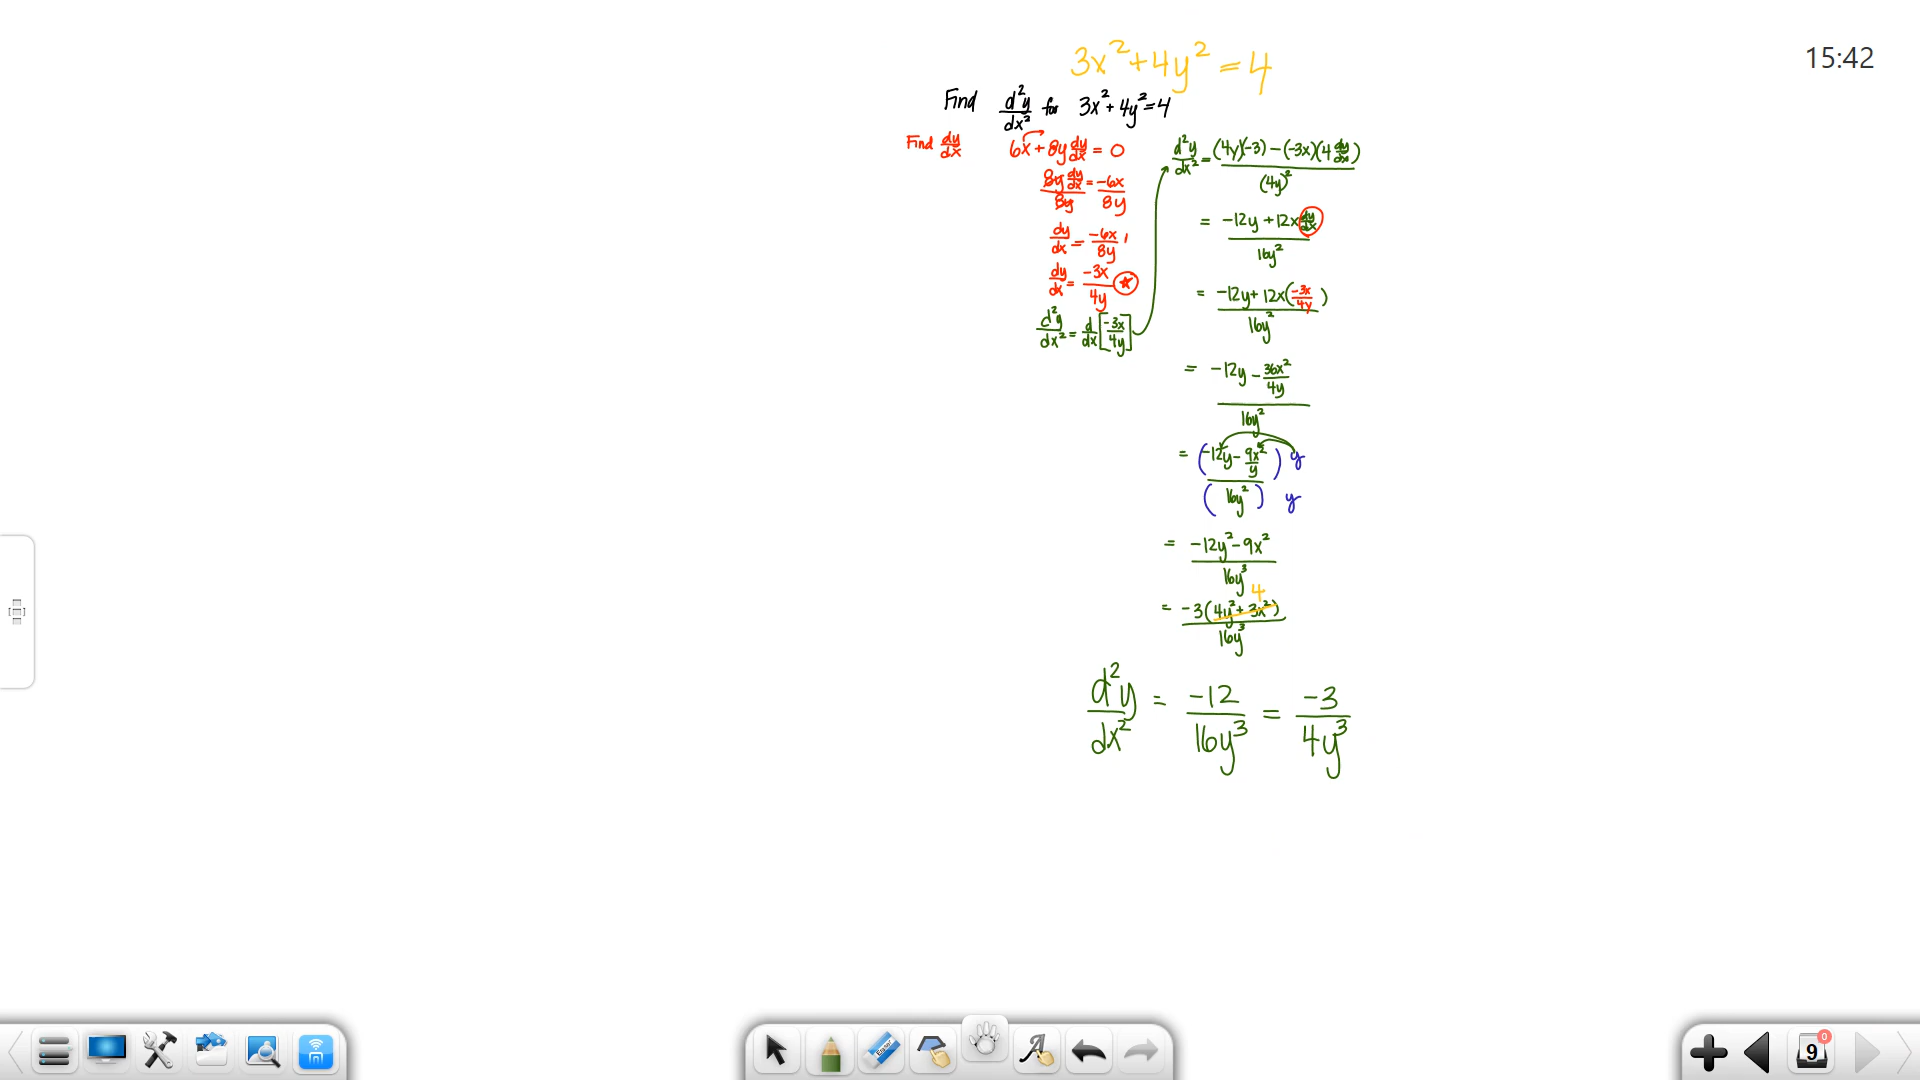 3x²+4y²=4
15:42
Find d²y/dx² for 3x²+4y²=4
Find dy/dx
6x+8y dy/dx = 0
8y dy/dx / 8y = -6x/8y
dy/dx = -6x/8y
dy/dx = -3x/4y
d²y/dx² = d/dx [-3x/4y]
d²y/dx² = (4y)(-3) - (-3x)(4 dy/dx) / (4y)²
= -12y + 12x dy/dx / 16y²
= -12y + 12x(-3x/4y) / 16y²
= -12y - 36x²/4y / 16y²
= (-12y - 9x²/y) y / (16y²) y
= -12y² - 9x² / 16y³
4
= -3(4y² + 3x²) / 16y³
d²y/dx² = -12/16y³ = -3/4y³
Eraser
A
9
0